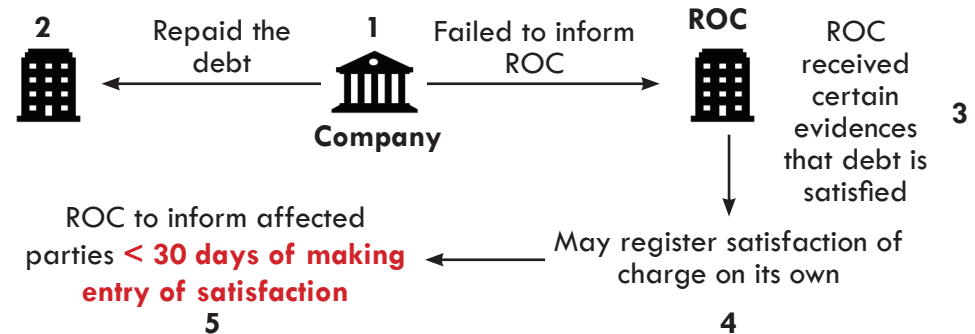 2
Repaid the
debt
1
Company
Failed to inform
ROC
ROC
ROC
received
certain
evidences
that debt is
satisfied
3
May register satisfaction of
charge on its own
4
ROC to inform affected
parties < 30 days of making
entry of satisfaction
5